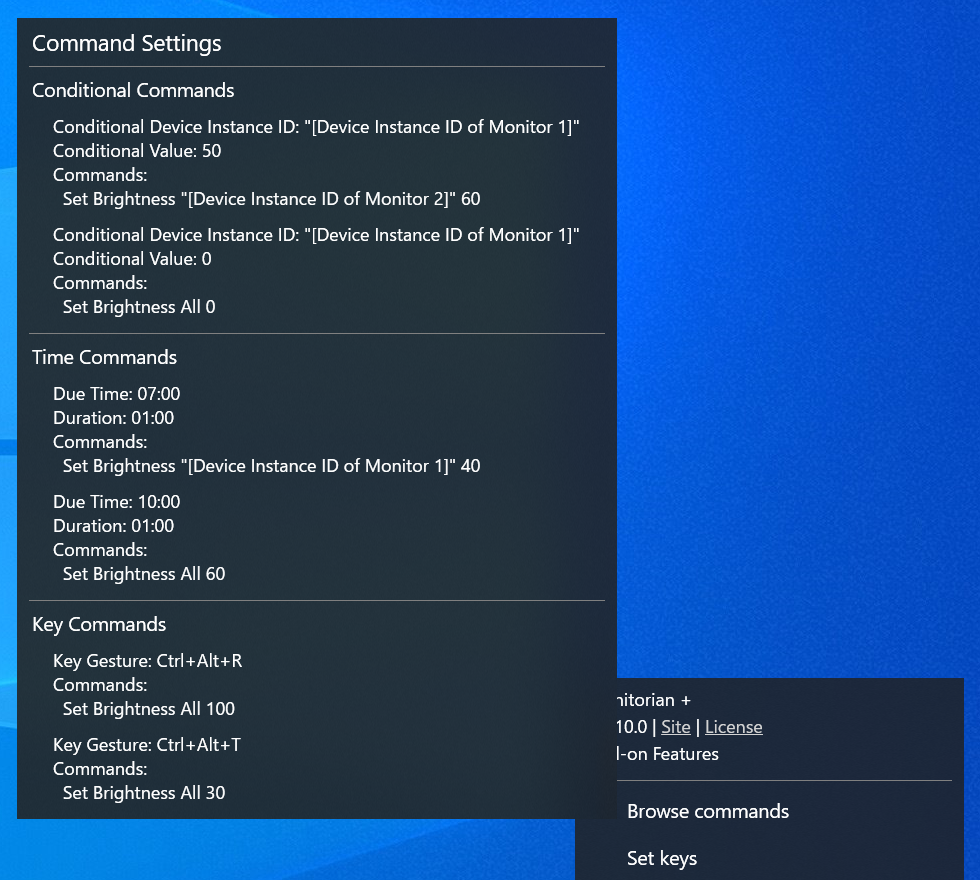 Command Settings
Conditional Commands
Conditional Device Instance ID: "[Device Instance ID of Monitor 1]"
Conditional Value: 50
Commands:
Set Brightness "[Device Instance ID of Monitor 2]" 60
Conditional Device Instance ID: "[Device Instance ID of Monitor 1]"
Conditional Value: 0
Commands:
Set Brightness All 0
Time Commands
Due Time: 07:00
Duration: 01:00
Commands:
Set Brightness "[Device Instance ID of Monitor 1]" 40
Due Time: 10:00
Duration: 01:00
Commands:
Set Brightness All 60
Key Commands
Key Gesture: Ctrl+Alt+R
Commands:
Set Brightness All 100
Key Gesture: Ctrl+Alt+T
Commands:
Set Brightness All 30
nitorian +
10.0 | Site | License
l-on Features
Browse commands
Set keys